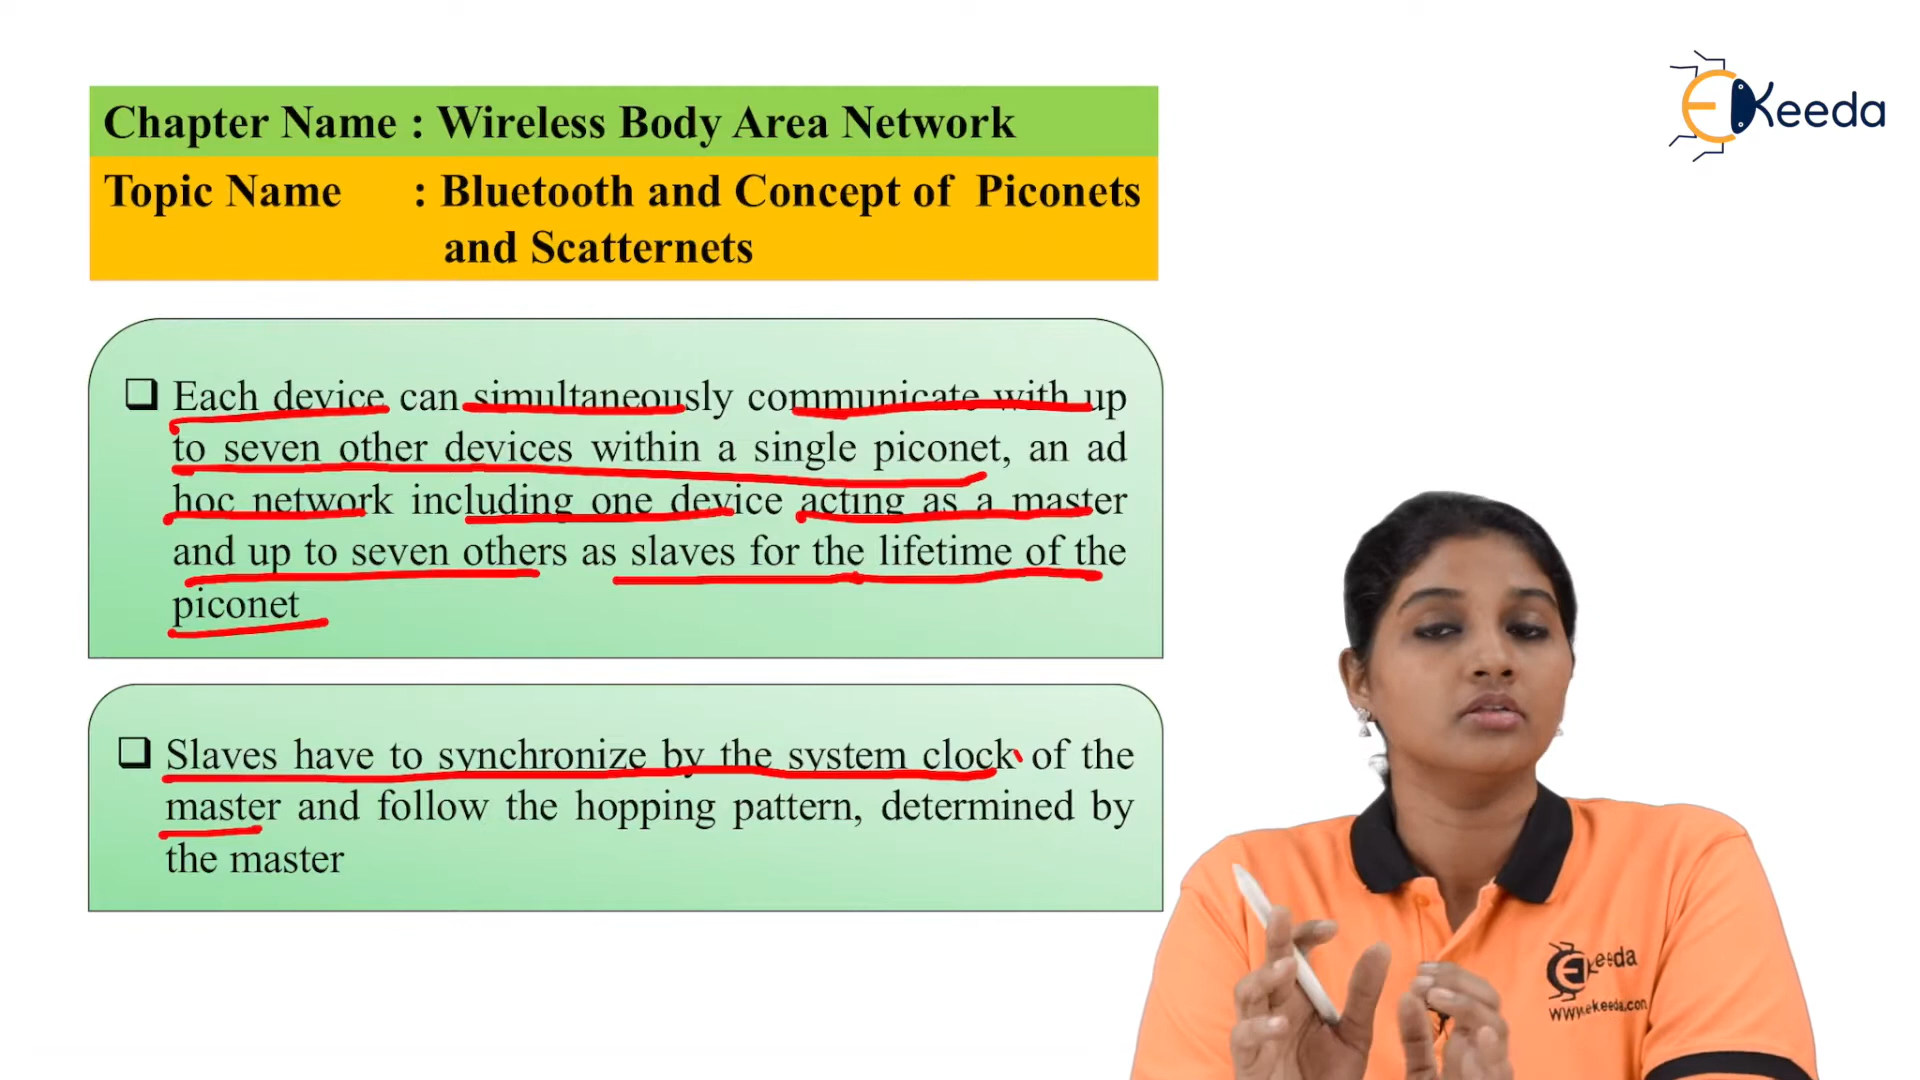 Keeda
Chapter Name : Wireless Body Area Network
Topic Name : Bluetooth and Concept of Piconets
and Scatternets
Each device can simultaneously communicate with up
to seven other devices within a single piconet, an ad
hoc network including one device acting as a master
and up to seven others as slaves for the lifetime of the
piconet
Slaves have to synchronize by the system clock of the
master and follow the hopping pattern, determined by
the master
Ekeeda
www.ekeeda.com